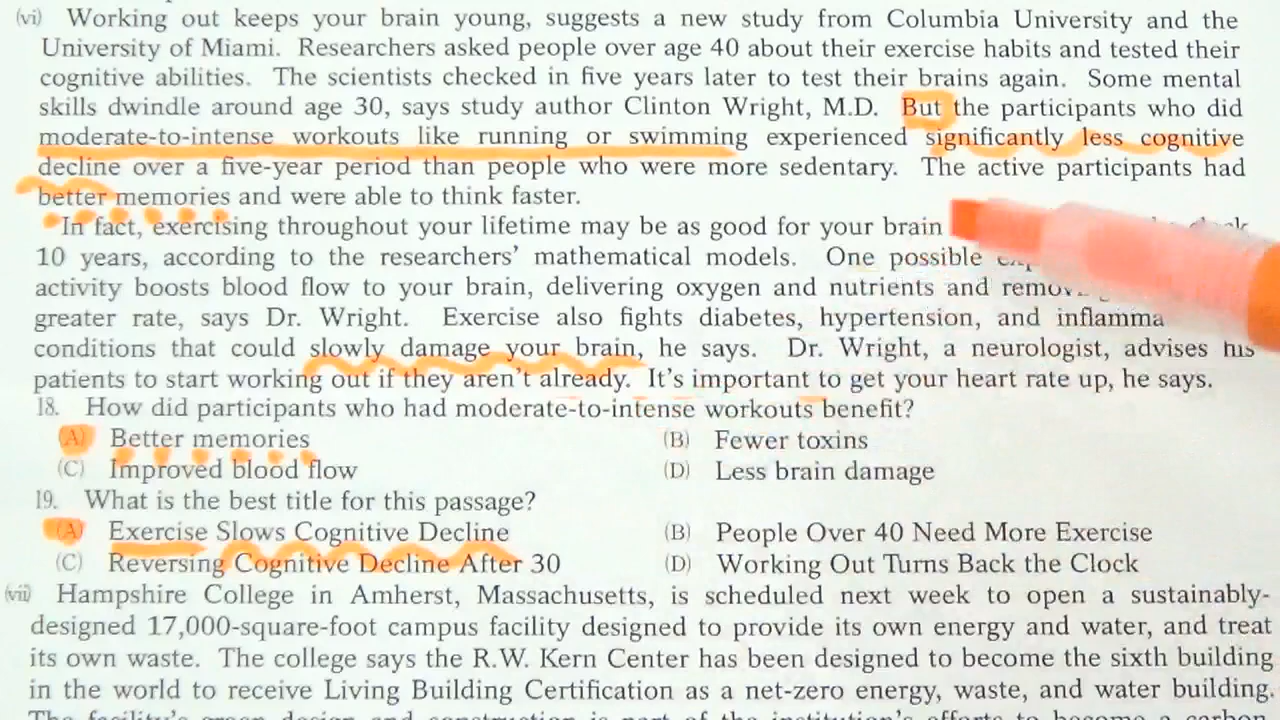 (vi) Working out keeps your brain young, suggests a new study from Columbia University and the
University of Miami. Researchers asked people over age 40 about their exercise habits and tested their
cognitive abilities. The scientists checked in five years later to test their brains again. Some mental
skills dwindle around age 30, says study author Clinton Wright, M.D. But the participants who did
moderate-to-intense workouts like running or swimming experienced significantly less cognitive
decline over a five-year period than people who were more sedentary. The active participants had
better memories and were able to think faster.
In fact, exercising throughout your lifetime may be as good for your brain
10 years, according to the researchers' mathematical models. One possible
activity boosts blood flow to your brain, delivering oxygen and nutrients and
greater rate, says Dr. Wright. Exercise also fights diabetes, hypertension, and
conditions that could slowly damage your brain, he says. Dr. Wright, a neurologist, advises his
patients to start working out if they aren't already. It's important to get your heart rate up, he says.
18. How did participants who had moderate-to-intense workouts benefit?
(A) Better memories (B) Fewer toxins
(C) Improved blood flow (D) Less brain damage
19. What is the best title for this passage?
(A) Exercise Slows Cognitive Decline (B) People Over 40 Need More Exercise
(C) Reversing Cognitive Decline After 30 (D) Working Out Turns Back the Clock
(vii) Hampshire College in Amherst, Massachusetts, is scheduled next week to open a sustainably-
designed 17,000-square-foot campus facility designed to provide its own energy and water, and treat
its own waste. The college says the R.W. Kern Center has been designed to become the sixth building
in the world to receive Living Building Certification as a net-zero energy, waste, and water building.
The facility's green design and construction is part of the institution's efforts to become a carbon-